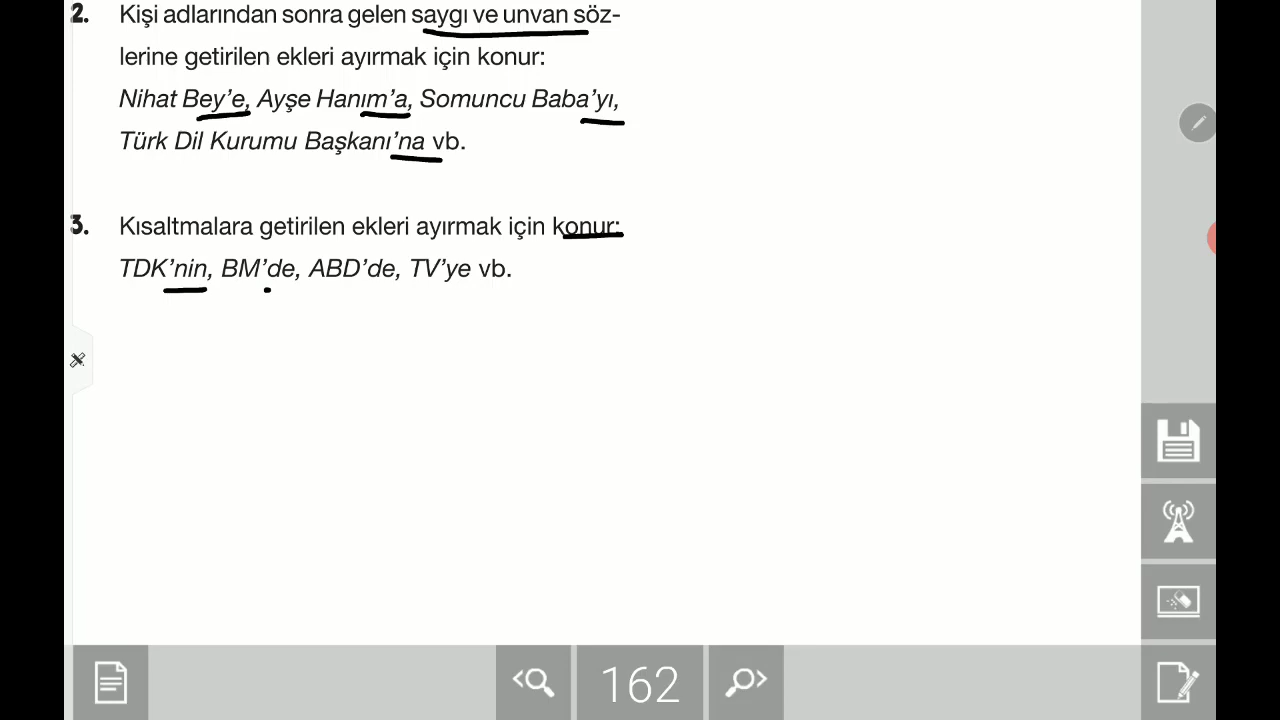 2. Kişi adlarından sonra gelen saygı ve unvan söz-
lerine getirilen ekleri ayırmak için konur:
Nihat Bey’e, Ayşe Hanım’a, Somuncu Baba’yı,
Türk Dil Kurumu Başkanı’na vb.
3. Kısaltmalara getirilen ekleri ayırmak için konur:
TDK’nin, BM’de, ABD’de, TV’ye vb.
162